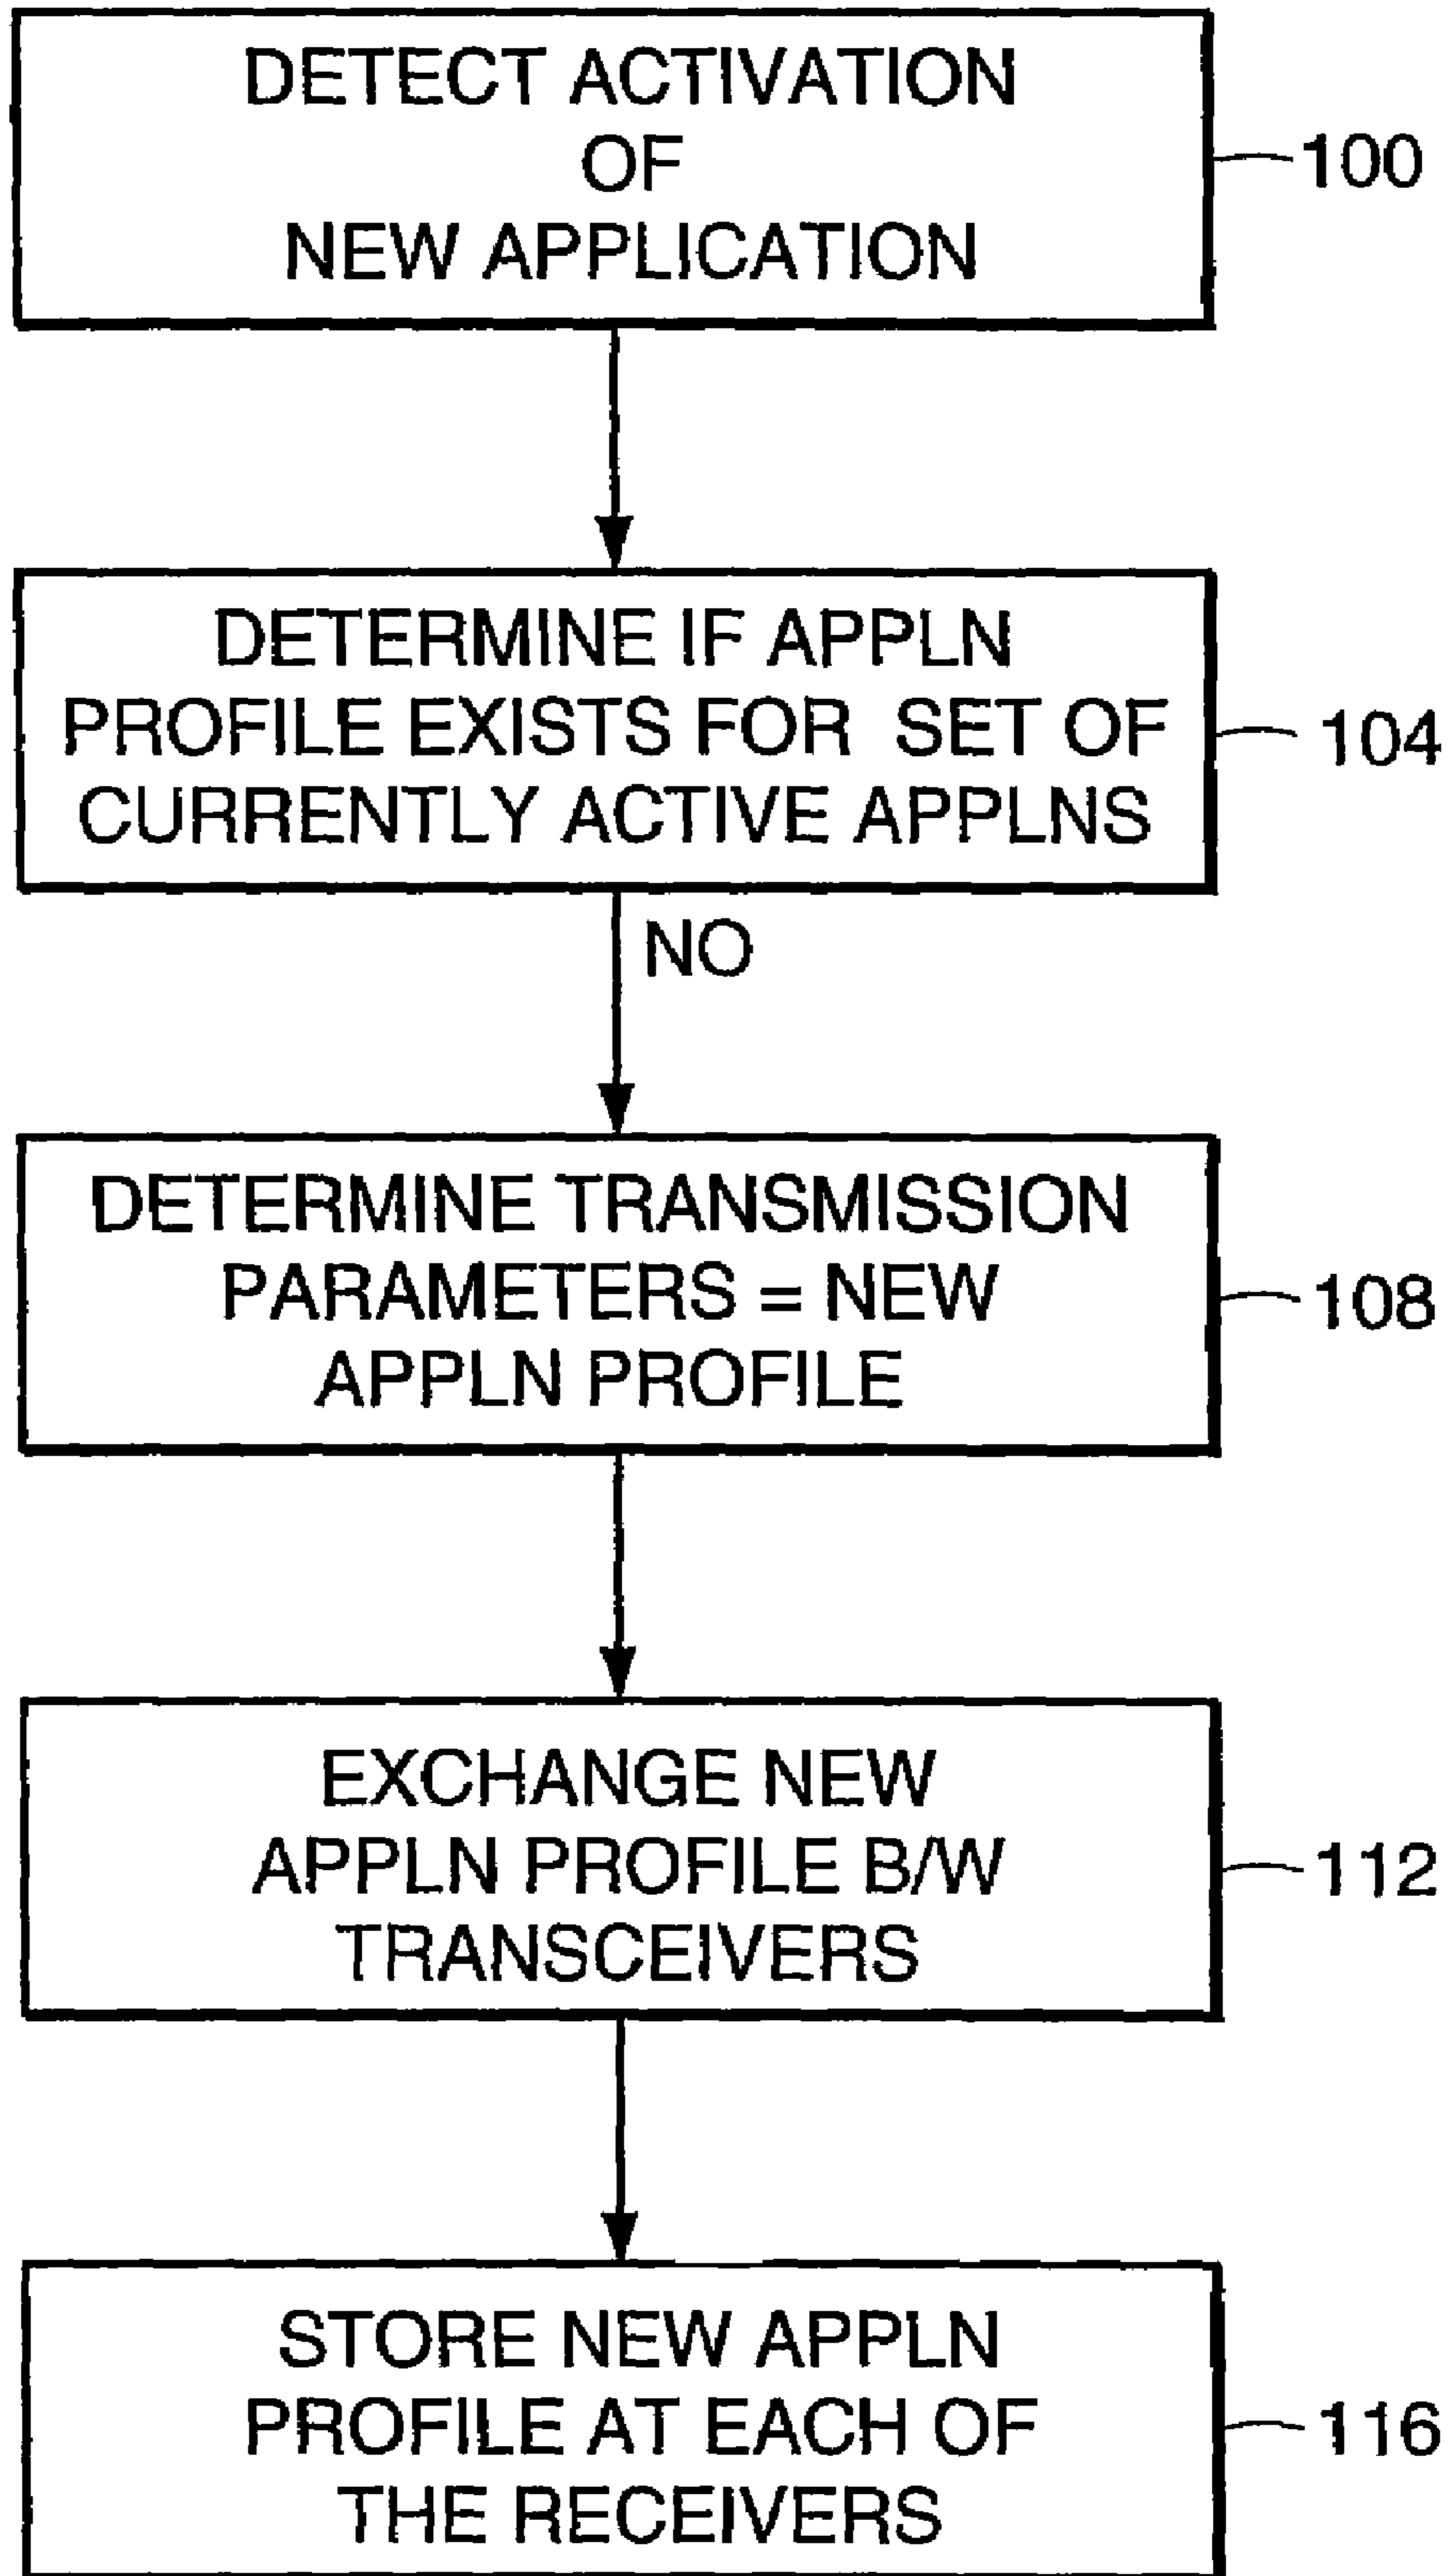 DETECT ACTIVATION
OF
NEW APPLICATION
100
DETERMINE IF APPLN
PROFILE EXISTS FOR SET OF
CURRENTLY ACTIVE APPLNS
104
NO
DETERMINE TRANSMISSION
PARAMETERS = NEW
APPLN PROFILE
108
EXCHANGE NEW
APPLN PROFILE B/W
TRANSCEIVERS
112
STORE NEW APPLN
PROFILE AT EACH OF
THE RECEIVERS
116